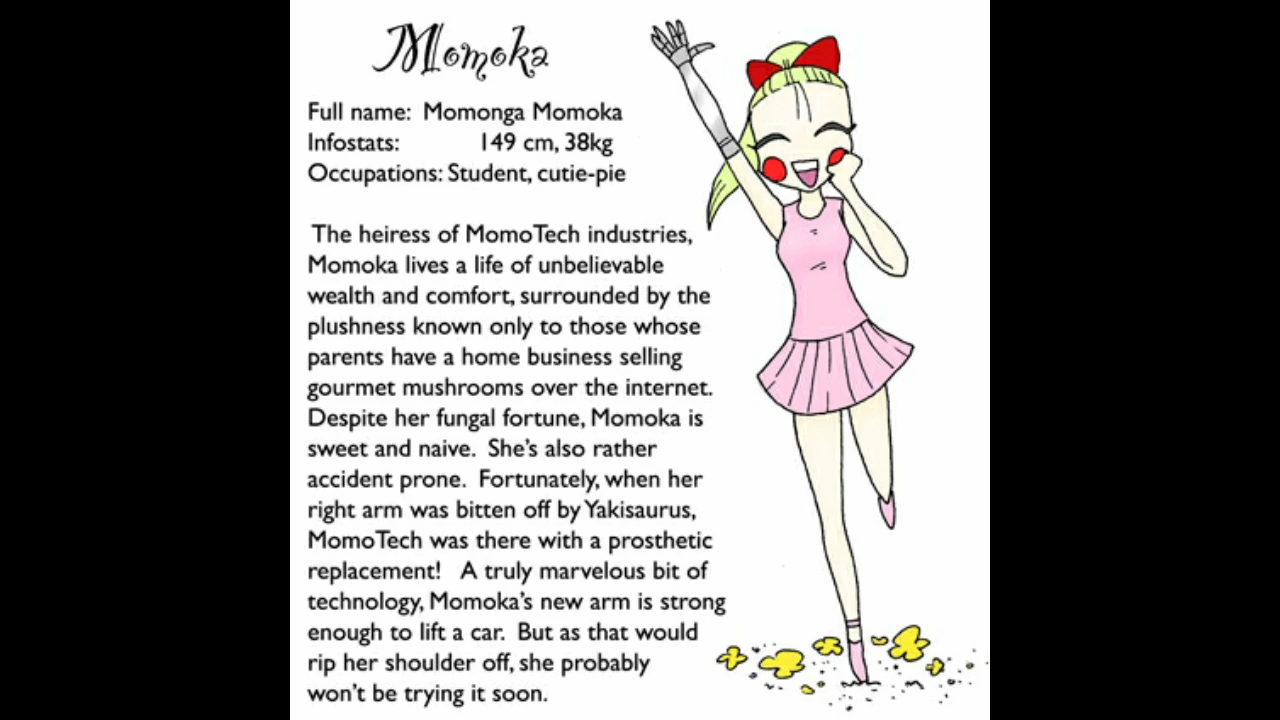 Momoka
Full name: Momonga Momoka
Infostats: 149 cm, 38kg
Occupations: Student, cutie-pie
The heiress of MomoTech industries,
Momoka lives a life of unbelievable
wealth and comfort, surrounded by the
plushness known only to those whose
parents have a home business selling
gourmet mushrooms over the internet.
Despite her fungal fortune, Momoka is
sweet and naive. She's also rather
accident prone. Fortunately, when her
right arm was bitten off by Yakisaurus,
MomoTech was there with a prosthetic
replacement! A truly marvelous bit of
technology, Momoka's new arm is strong
enough to lift a car. But as that would
rip her shoulder off, she probably
won't be trying it soon.